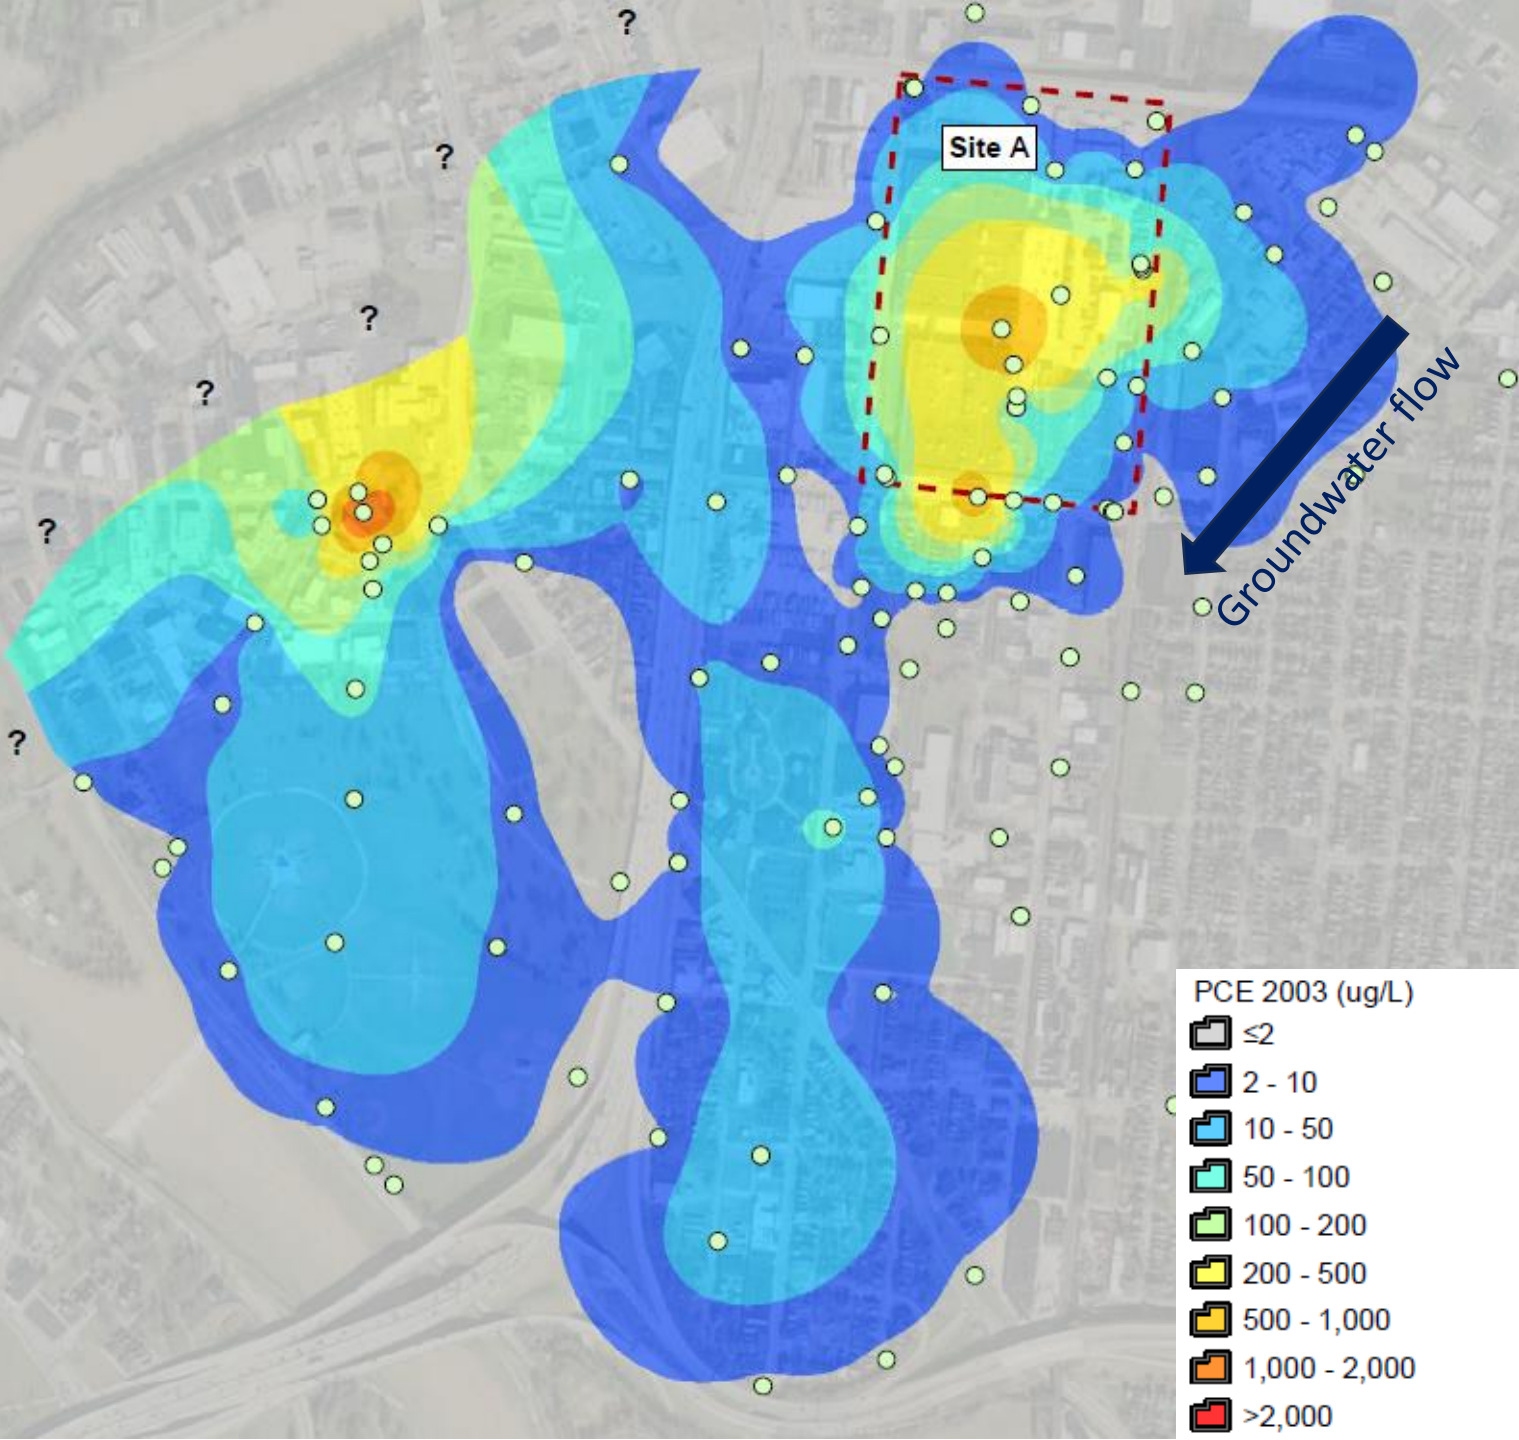 ?
?
Site A
?
?
Groundwater flow
?
?
PCE 2003 (ug/L)
≤2
2 - 10
10 - 50
50 - 100
100 - 200
200 - 500
500 - 1,000
1,000 - 2,000
>2,000